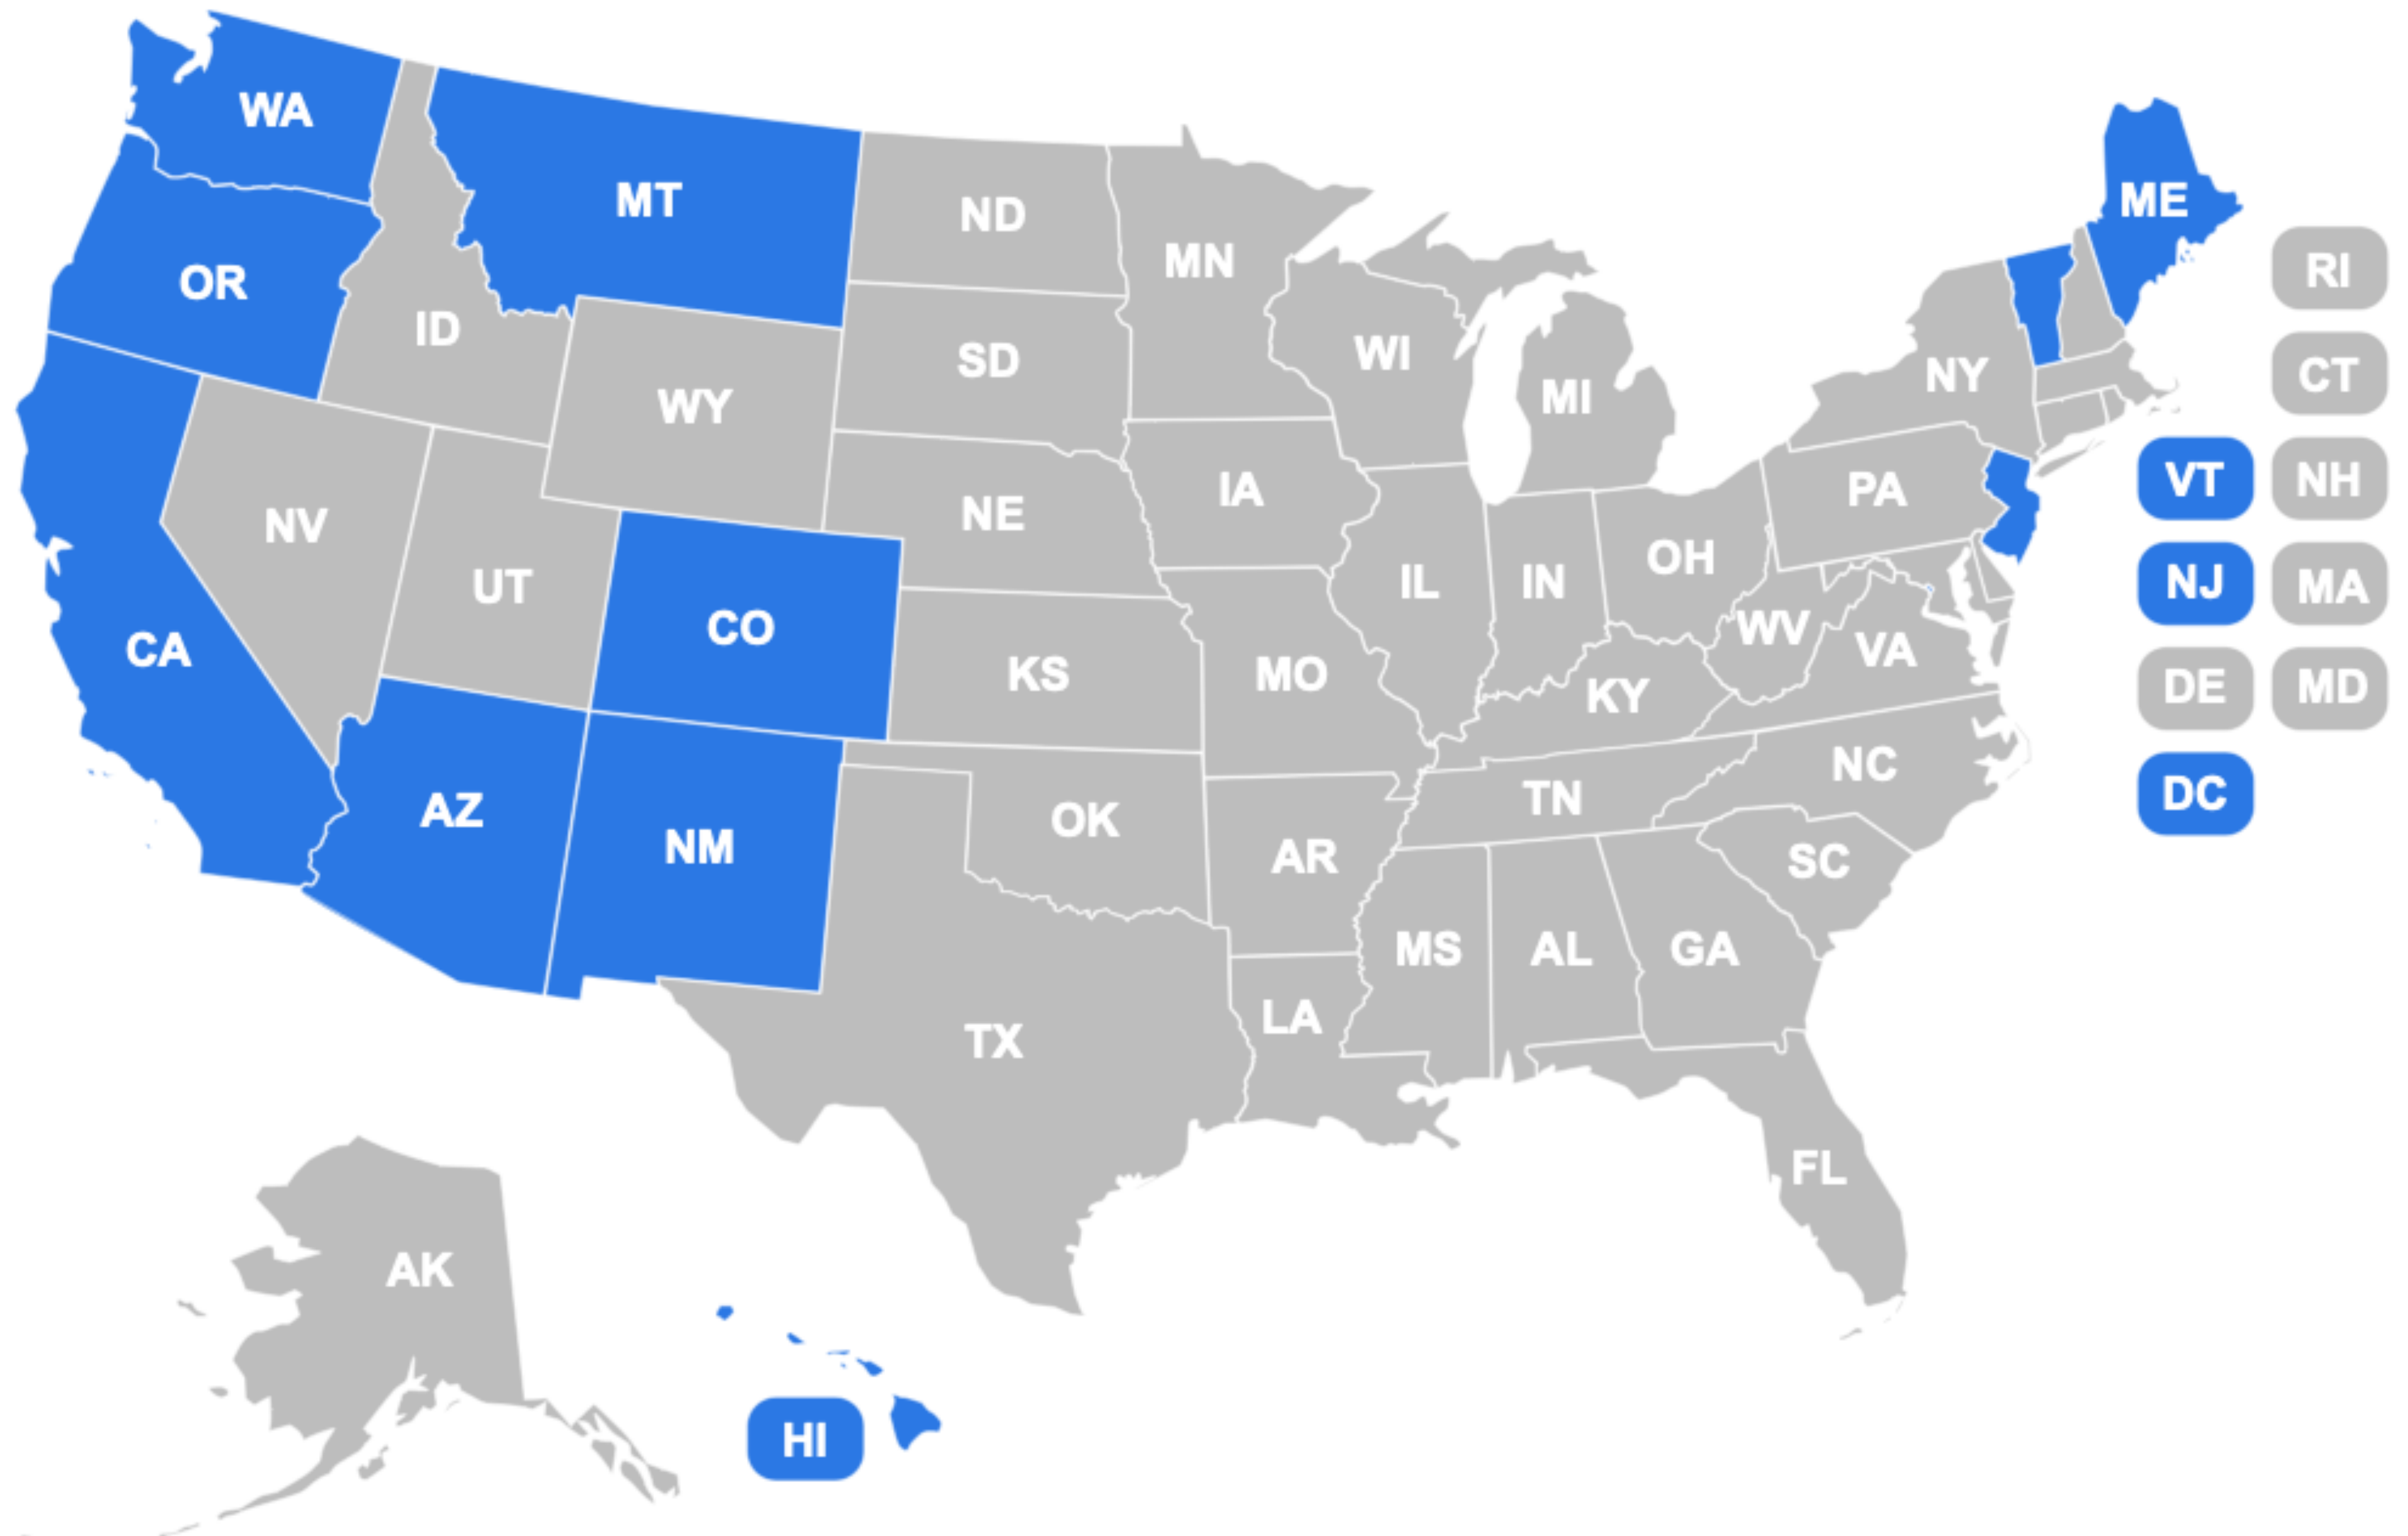 WA
MT
ME
ND
OR
MN
RI
ID
SD
WI
NY
CT
WY
MI
VT
NH
NV
NE
IA
PA
UT
CO
IL
IN
OH
NJ
MA
CA
KS
MO
WV
VA
KY
DE
MD
AZ
NM
OK
TN
NC
DC
AR
SC
MS
AL
GA
LA
TX
FL
AK
HI